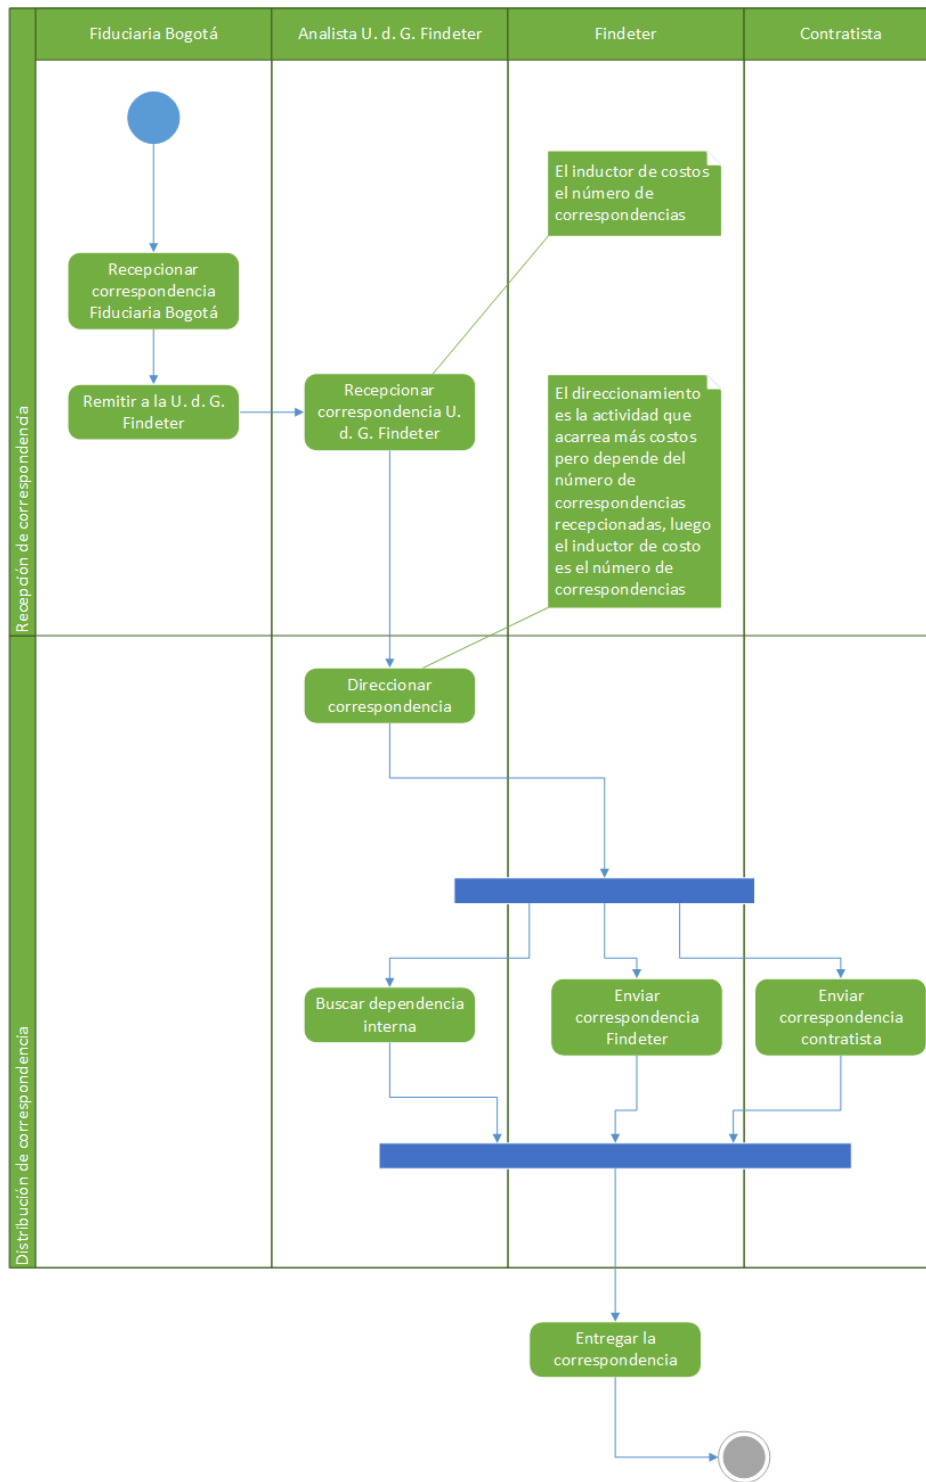 Fiduciaria Bogotá
Analista U. d. G. Findeter
Findeter
Contratista
Recepción de correspondencia
El inductor de costos
el número de
correspondencias
Recepcionar
correspondencia
Fiduciaria Bogotá
Remitir a la U. d. G.
Findeter
Recepcionar
correspondencia U.
d. G. Findeter
El direccionamiento
es la actividad que
acarrea más costos
pero depende del
número de
correspondencias
recepcionadas, luego
el inductor de costo
es el número de
correspondencias
Distribución de correspondencia
Direccionar
correspondencia
Buscar dependencia
interna
Enviar
correspondencia
Findeter
Enviar
correspondencia
contratista
Entregar la
correspondencia